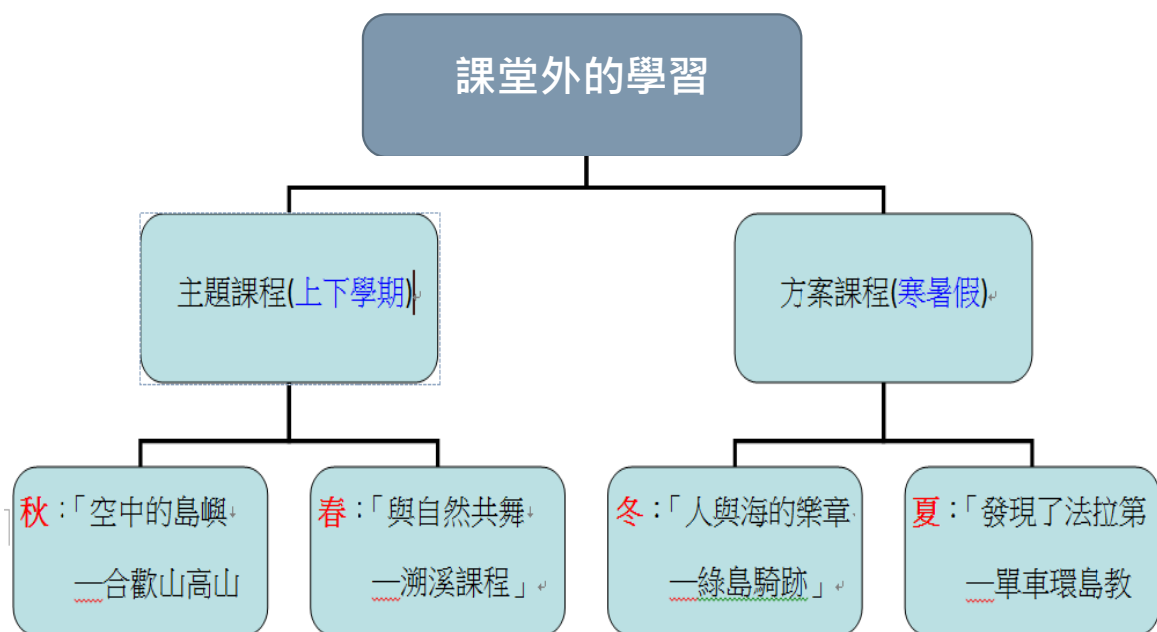 課堂外的學習
主題課程(上下學期)
方案課程(寒暑假)
秋：「空中的島嶼
—合歡山高山
春：「與自然共舞
—溯溪課程」
冬：「人與海的樂章
—綠島騎跡」
夏：「發現了法拉第
—單車環島教